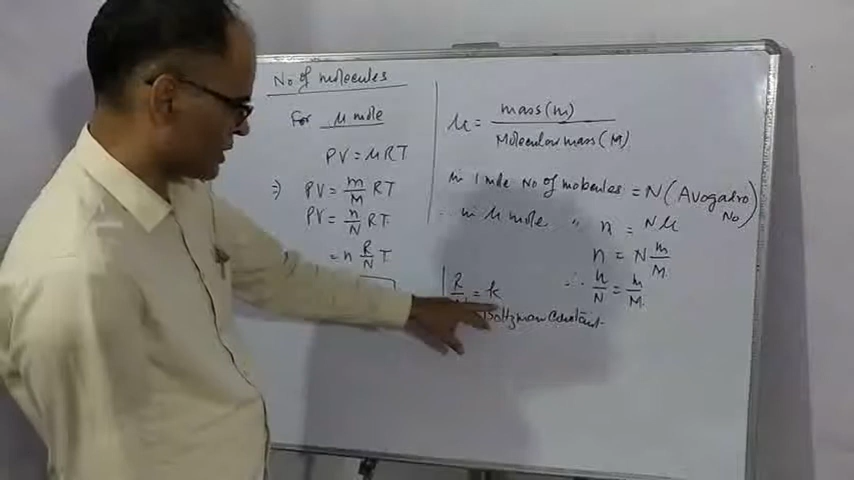 No of molecules
For μ mole
PV = μRT
⇒ PV = m/M RT
PV = n/N RT
= n R/N T
μ = mass (m) / Molecular mass (M)
in 1 mole No of molecules = N (Avogadro No)
∴ in μ mole " n = Nμ
n = N m/M
∴ n/N = m/M
R/N = k
Boltzman Constant